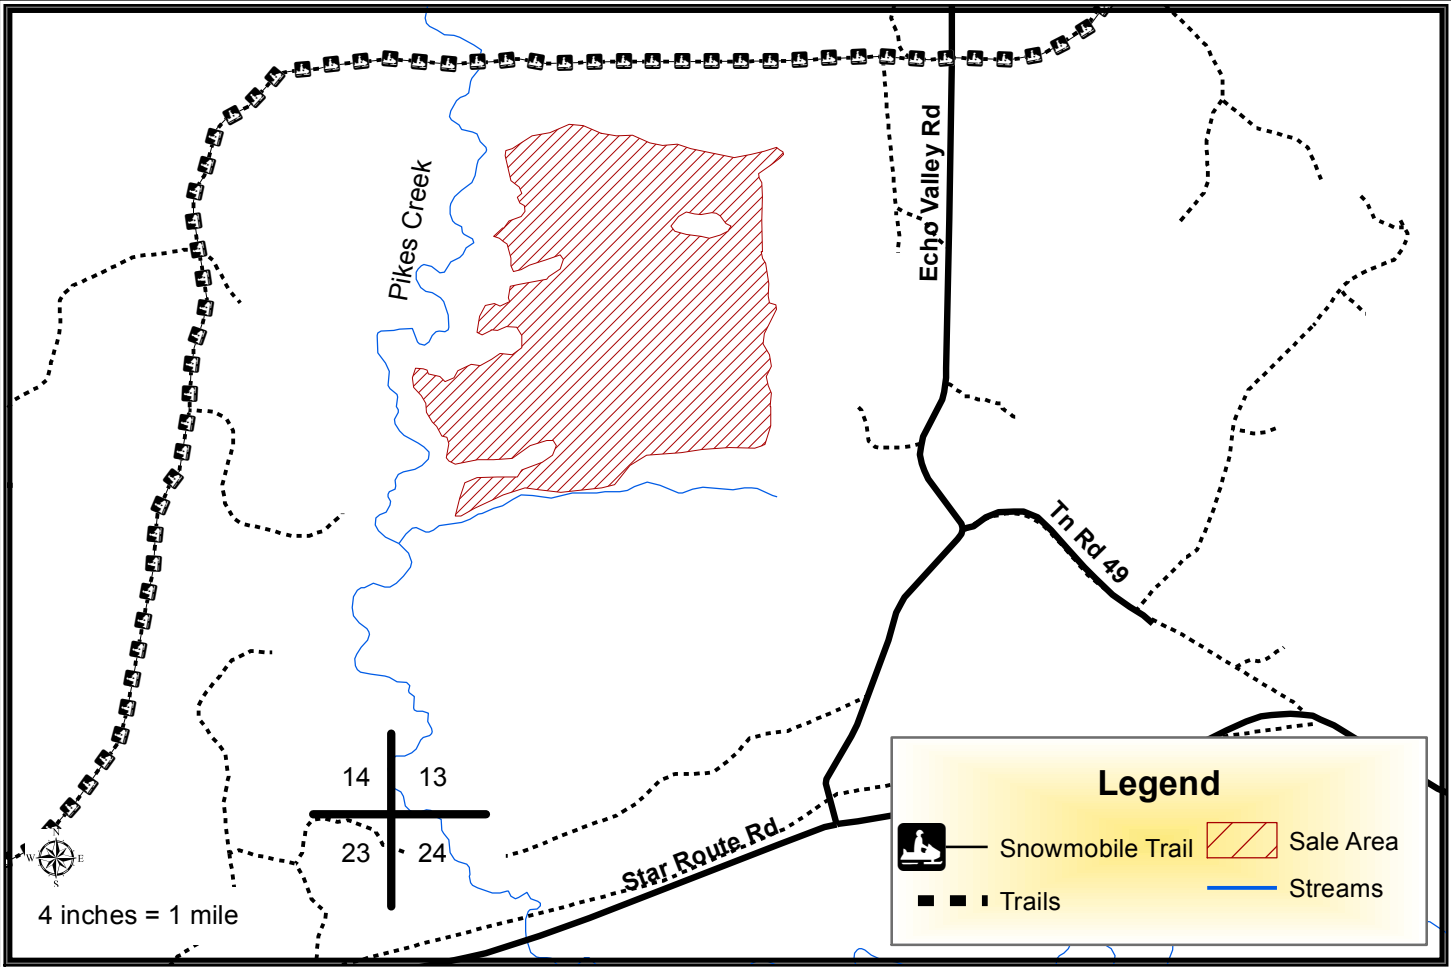 Pikes Creek
Echo Valley Rd
Tn Rd 49
14 13
23 24
Star Route Rd.
N
W E
S
4 inches = 1 mile
Legend
Snowmobile Trail
Sale Area
Trails
Streams